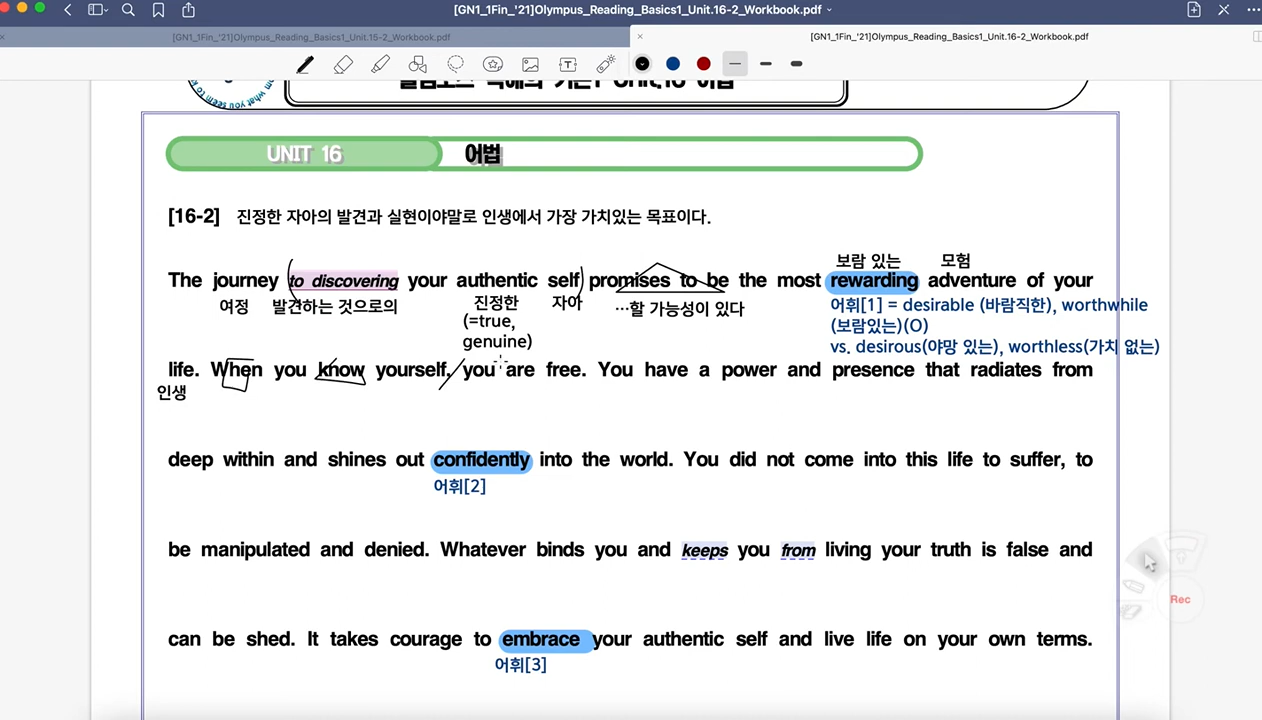 [GN1_1Fin_'21]Olympus_Reading_Basics1_Unit.16-2_Workbook.pdf
[GN1_1Fin_'21]Olympus_Reading_Basics1_Unit.16-2_Workbook.pdf
[GN1_1Fin_'21]Olympus_Reading_Basics1_Unit.16-2_Workbook.pdf
UNIT 16 어법
[16-2] 진정한 자아의 발견과 실현이야말로 인생에서 가장 가치있는 목표이다.
보람 있는 모험
The journey to discovering your authentic self promises to be the most rewarding adventure of your
여정 발견하는 것으로의 진정한 자아 …할 가능성이 있다 어휘[1] = desirable (바람직한), worthwhile
(=true, (보람있는)(O)
genuine) vs. desirous(야망 있는), worthless(가치 없는)
life. When you know yourself, you are free. You have a power and presence that radiates from
인생
deep within and shines out confidently into the world. You did not come into this life to suffer, to
어휘[2]
be manipulated and denied. Whatever binds you and keeps you from living your truth is false and
Rec
can be shed. It takes courage to embrace your authentic self and live life on your own terms.
어휘[3]